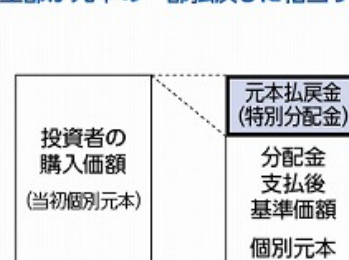 投資者の
購入価額
(当初個別元本)
元本払戻金
(特別分配金)
分配金
支払後
基準価額
個別元本